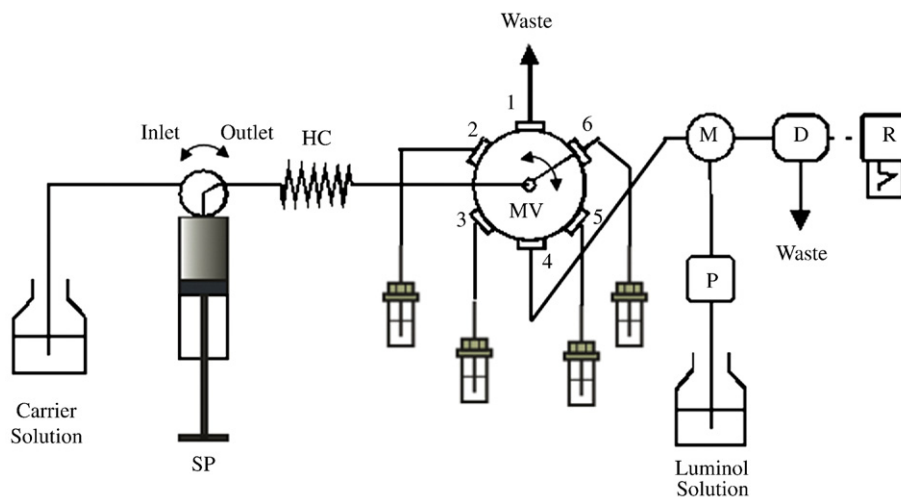 Waste
1
2
6
Inlet
Outlet
HC
M
D
R
MV
3
5
4
Waste
P
Carrier
Solution
SP
Luminol
Solution